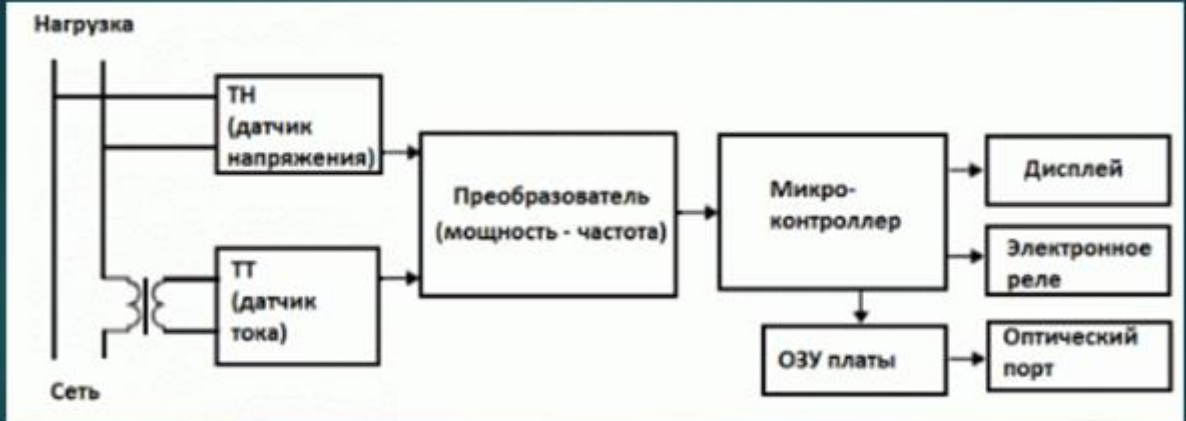 Нагрузка
ТН
(датчик
напряжения)
Преобразователь
(мощность - частота)
Микро-
контроллер
Дисплей
Электронное
реле
ТТ
(датчик
тока)
ОЗУ платы
Оптический
порт
Сеть